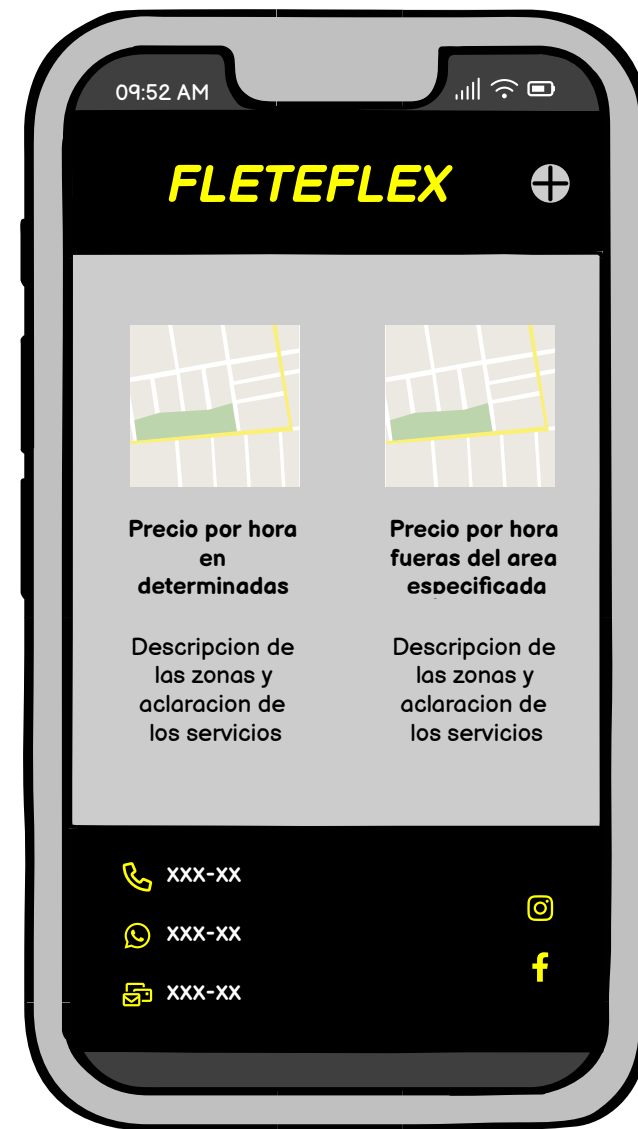 09:52 AM
FLETEFLEX
Precio por hora
en
determinadas
Precio por hora
fueras del area
especificada
Descripcion de
las zonas y
aclaracion de
los servicios
Descripcion de
las zonas y
aclaracion de
los servicios
xxx-xx
xxx-xx
xxx-xx